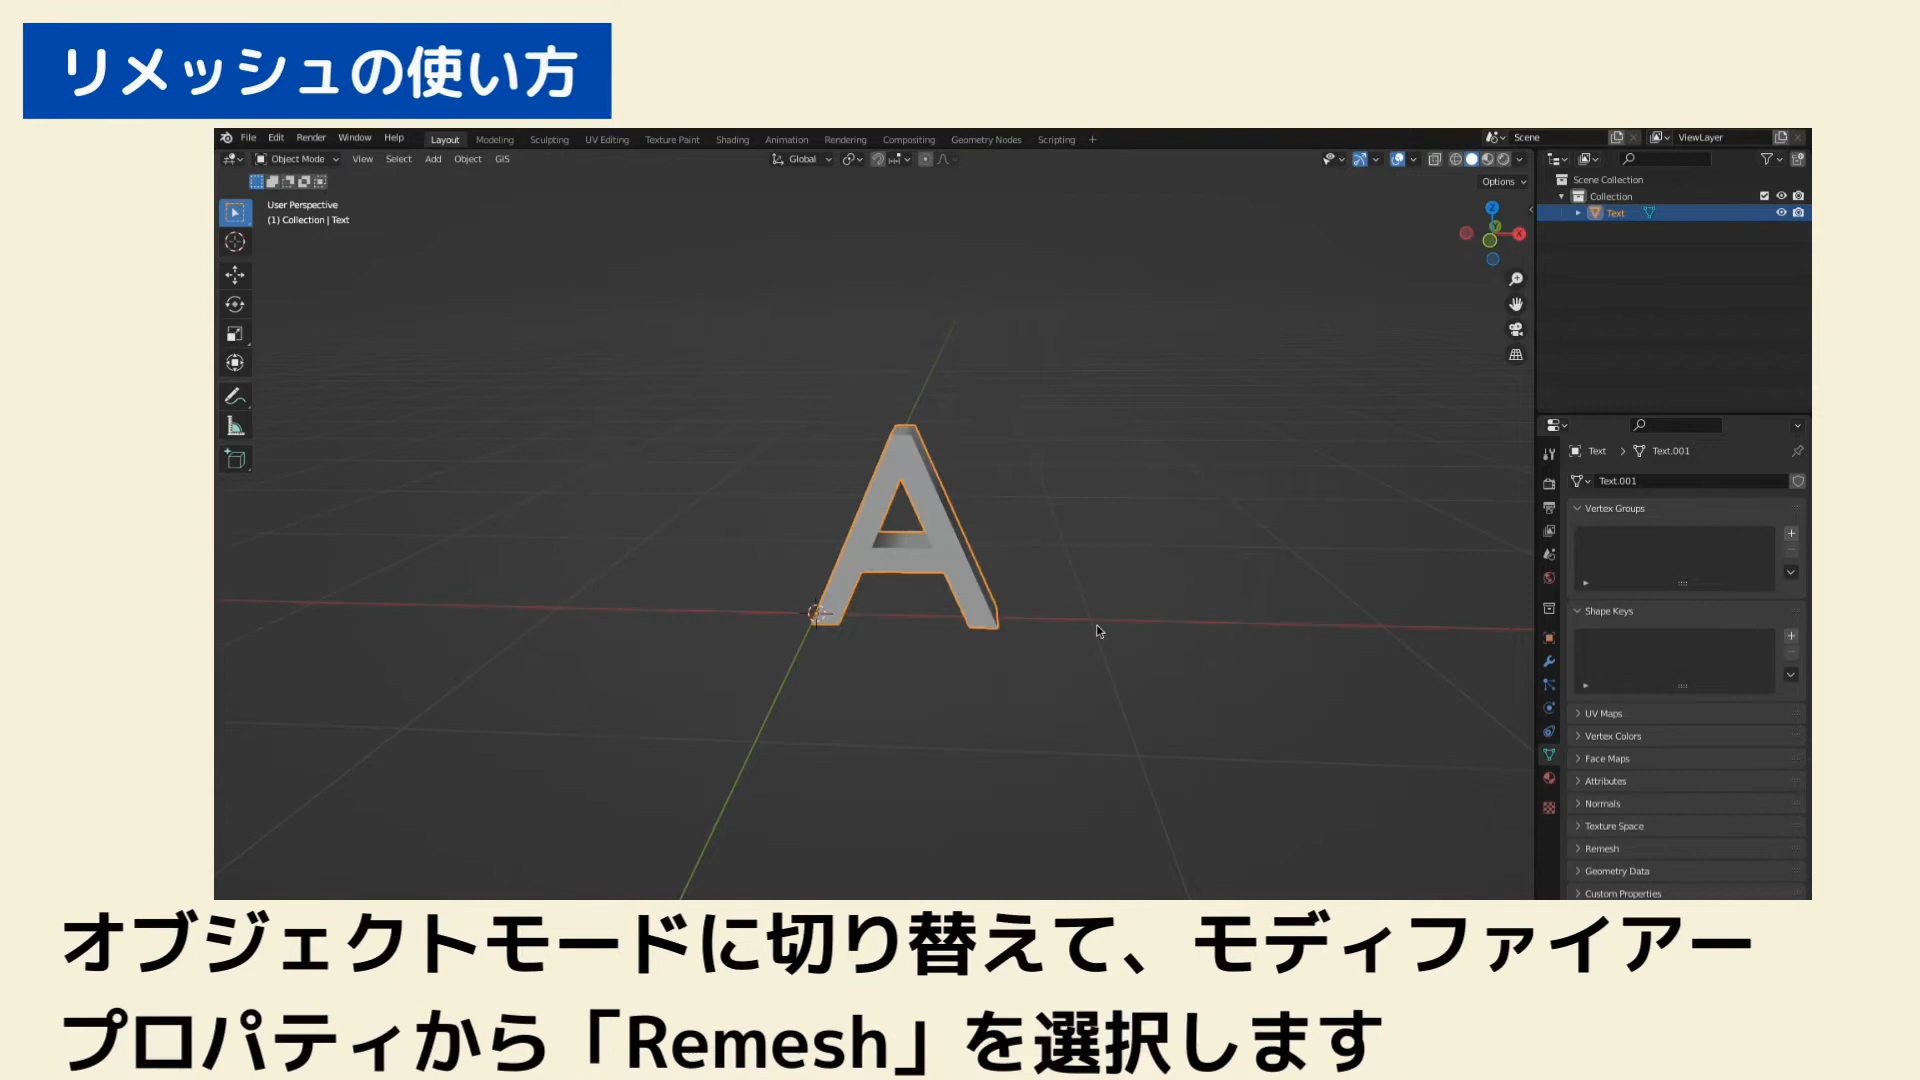 リメッシュの使い方
File Edit Render Window Help Layout Modeling Sculpting UV Editing Texture Paint Shading Animation Rendering Compositing Geometry Nodes Scripting + Scene ViewLayer
Object Mode View Select Add Object GIS Global
Options
User Perspective
(1) Collection | Text
Scene Collection
Collection
Text
Text Text.001
Text.001
Vertex Groups
Shape Keys
UV Maps
Vertex Colors
Face Maps
Attributes
Normals
Texture Space
Remesh
Geometry Data
Custom Properties
Z
Y
X
オブジェクトモードに切り替えて、モディファイアー
プロパティから「Remesh」を選択します